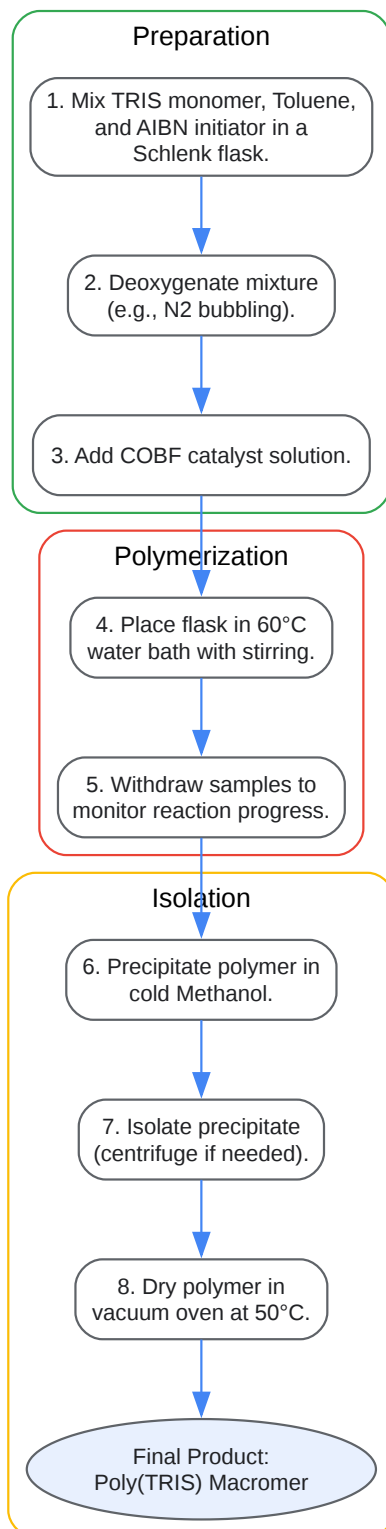 Preparation
1. Mix TRIS monomer, Toluene,
and AIBN initiator in a
Schlenk flask.
2. Deoxygenate mixture
(e.g., N2 bubbling).
3. Add COBF catalyst solution.
Polymerization
4. Place flask in 60°C
water bath with stirring.
5. Withdraw samples to
monitor reaction progress.
Isolation
6. Precipitate polymer in
cold Methanol.
7. Isolate precipitate
(centrifuge if needed).
8. Dry polymer in
vacuum oven at 50°C.
Final Product:
Poly(TRIS) Macromer